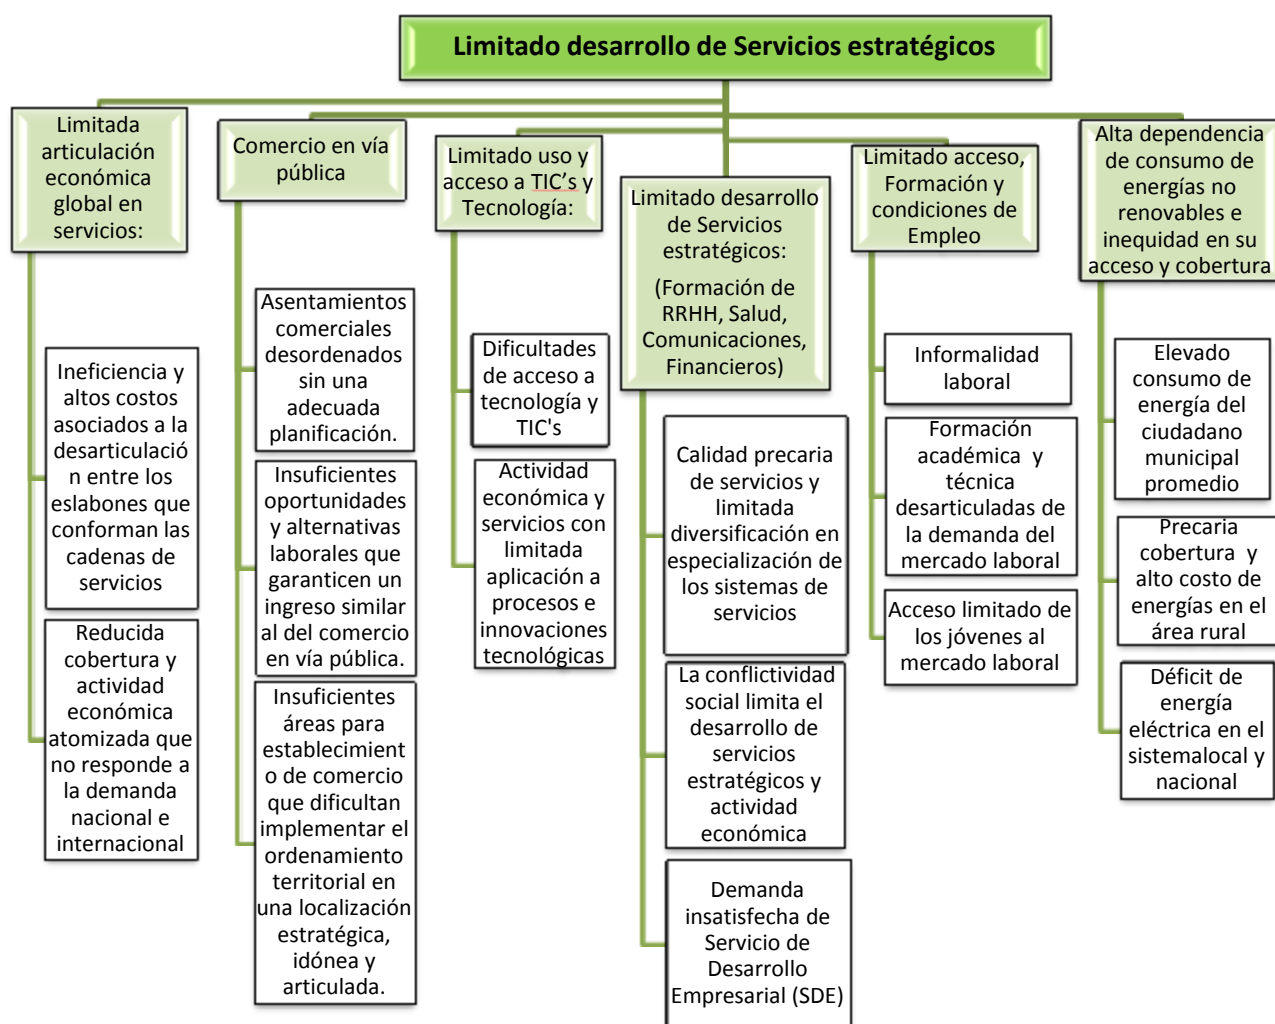 Limitado desarrollo de Servicios estratégicos
Limitada
articulación
económica
global en
servicios:
Ineficiencia y
altos costos
asociados a la
desarticulació
n entre los
eslabones que
conforman las
cadenas de
servicios
Reducida
cobertura y
actividad
económica
atomizada que
no responde a
la demanda
nacional e
internacional
Comercio en vía
pública
Asentamientos
comerciales
desordenados
sin una
adecuada
planificación.
Insuficientes
oportunidades
y alternativas
laborales que
garanticen un
ingreso similar
al del comercio
en vía pública.
Insuficientes
áreas para
establecimient
o de comercio
que dificultan
implementar el
ordenamiento
territorial en
una localización
estratégica,
idónea y
articulada.
Limitado uso y
acceso a TIC’s y
Tecnología:
Dificultades
de acceso a
tecnología y
TIC's
Actividad
económica y
servicios con
limitada
aplicación a
procesos e
innovaciones
tecnológicas
Limitado desarrollo
de Servicios
estratégicos:
(Formación de
RRHH, Salud,
Comunicaciones,
Financieros)
Calidad precaria
de servicios y
limitada
diversificación en
especialización de
los sistemas de
servicios
La conflictividad
social limita el
desarrollo de
servicios
estratégicos y
actividad
económica
Demanda
insatisfecha de
Servicio de
Desarrollo
Empresarial (SDE)
Limitado acceso,
Formación y
condiciones de
Empleo
Informalidad
laboral
Formación
académica y
técnica
desarticuladas
de la demanda del
mercado laboral
Acceso limitado de
los jóvenes al
mercado laboral
Alta dependencia
de consumo de
energías no
renovables e
inequidad en su
acceso y cobertura
Elevado
consumo de
energía del
ciudadano
municipal
promedio
Precaria
cobertura y
alto costo de
energías en el
área rural
Déficit de
energía
eléctrica en el
sistemalocal y
nacional